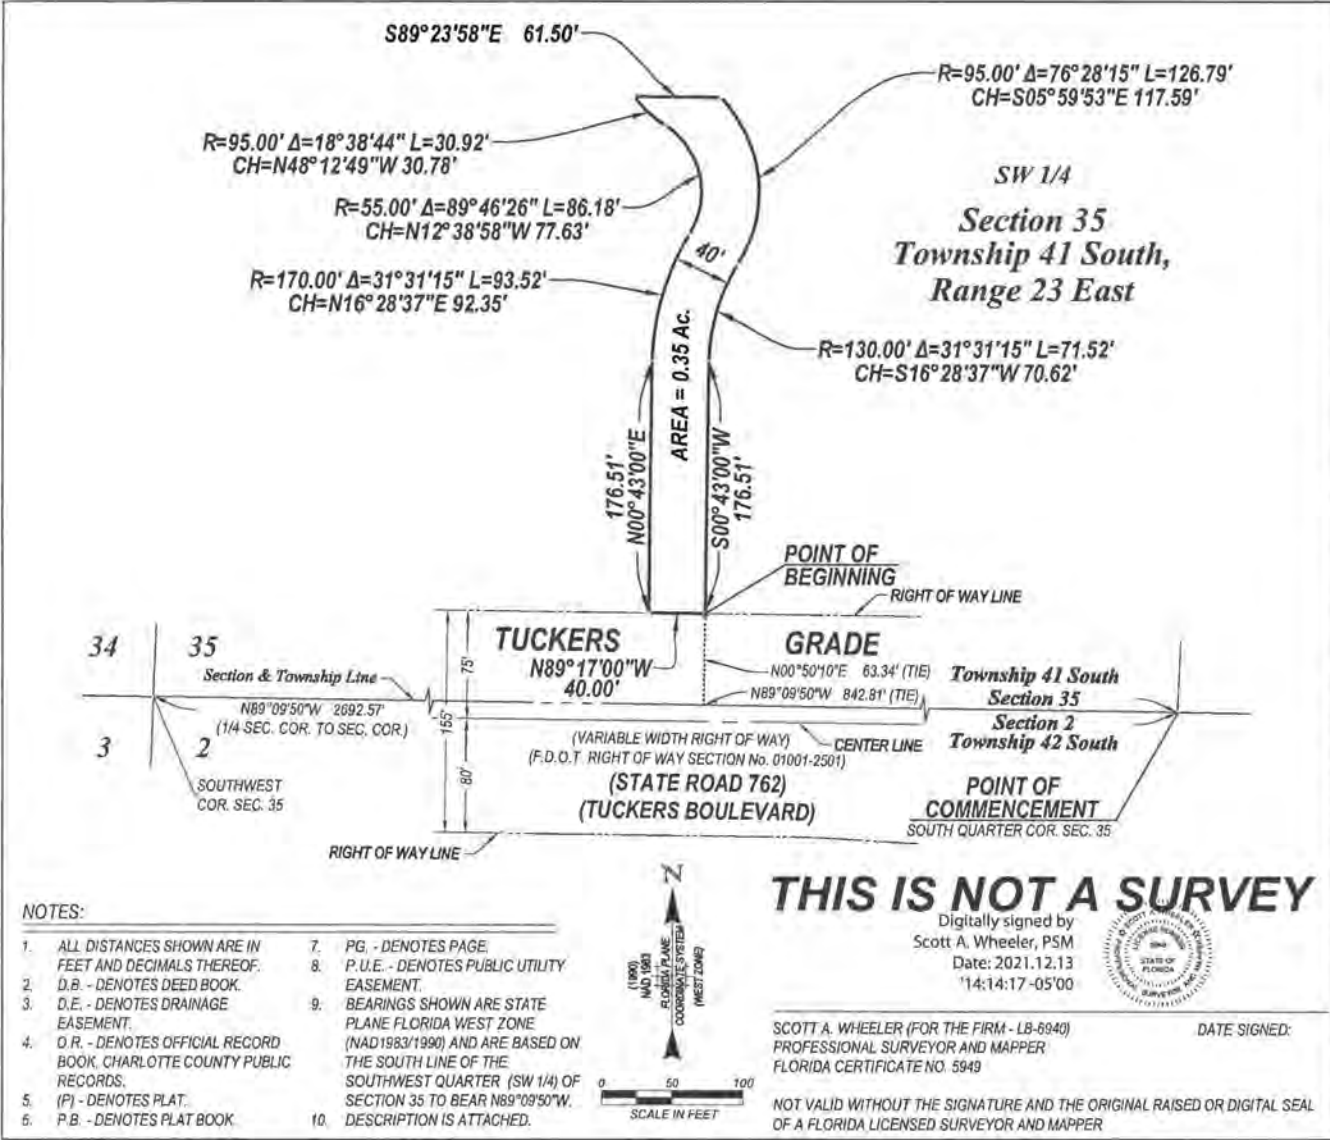 S89°23'58"E 61.50'
R=95.00' Δ=76°28'15" L=126.79'
CH=S05°59'53"E 117.59'
R=95.00' Δ=18°38'44" L=30.92'
CH=N48°12'49"W 30.78'
SW 1/4
Section 35
Township 41 South,
Range 23 East
R=55.00' Δ=89°46'26" L=86.18'
CH=N12°38'58"W 77.63'
40'
R=170.00' Δ=31°31'15" L=93.52'
CH=N16°28'37"E 92.35'
R=130.00' Δ=31°31'15" L=71.52'
CH=S16°28'37"W 70.62'
AREA = 0.35 Ac.
176.51'
N00°43'00"E
S00°43'00"W
176.51'
POINT OF
BEGINNING
RIGHT OF WAY LINE
34
35
TUCKERS
GRADE
N89°17'00"W
40.00'
75'
N00°50'10"E 63.34' (TIE)
Section & Township Line
Township 41 South
Section 35
N89°09'50"W 842.81' (TIE)
N89°09'50"W 2692.57'
(1/4 SEC. COR. TO SEC. COR.)
155'
Section 2
Township 42 South
3
2
(VARIABLE WIDTH RIGHT OF WAY)
CENTER LINE
(F.D.O.T. RIGHT OF WAY SECTION No. 01001-2501)
80'
SOUTHWEST
COR. SEC. 35
(STATE ROAD 762)
(TUCKERS BOULEVARD)
POINT OF
COMMENCEMENT
SOUTH QUARTER COR. SEC. 35
RIGHT OF WAY LINE
THIS IS NOT A SURVEY
Digitally signed by
Scott A. Wheeler, PSM
Date: 2021.12.13
'14:14:17 -05'00
STATE OF
FLORIDA
NOTES:
1. ALL DISTANCES SHOWN ARE IN
FEET AND DECIMALS THEREOF.
2. D.B. - DENOTES DEED BOOK.
3. D.E. - DENOTES DRAINAGE
EASEMENT.
4. O.R. - DENOTES OFFICIAL RECORD
BOOK, CHARLOTTE COUNTY PUBLIC
RECORDS.
5. (P) - DENOTES PLAT.
6. P.B. - DENOTES PLAT BOOK.
7. PG. - DENOTES PAGE.
8. P.U.E. - DENOTES PUBLIC UTILITY
EASEMENT.
9. BEARINGS SHOWN ARE STATE
PLANE FLORIDA WEST ZONE
(NAD1983/1990) AND ARE BASED ON
THE SOUTH LINE OF THE
SOUTHWEST QUARTER (SW 1/4) OF
SECTION 35 TO BEAR N89°09'50"W.
10. DESCRIPTION IS ATTACHED.
N
(1990)
NAD 1983
FLORIDA PLANE
COORDINATE SYSTEM
(WEST ZONE)
0 50 100
SCALE IN FEET
SCOTT A. WHEELER (FOR THE FIRM - LB-6940)
DATE SIGNED:
PROFESSIONAL SURVEYOR AND MAPPER
FLORIDA CERTIFICATE NO. 5949
NOT VALID WITHOUT THE SIGNATURE AND THE ORIGINAL RAISED OR DIGITAL SEAL
OF A FLORIDA LICENSED SURVEYOR AND MAPPER